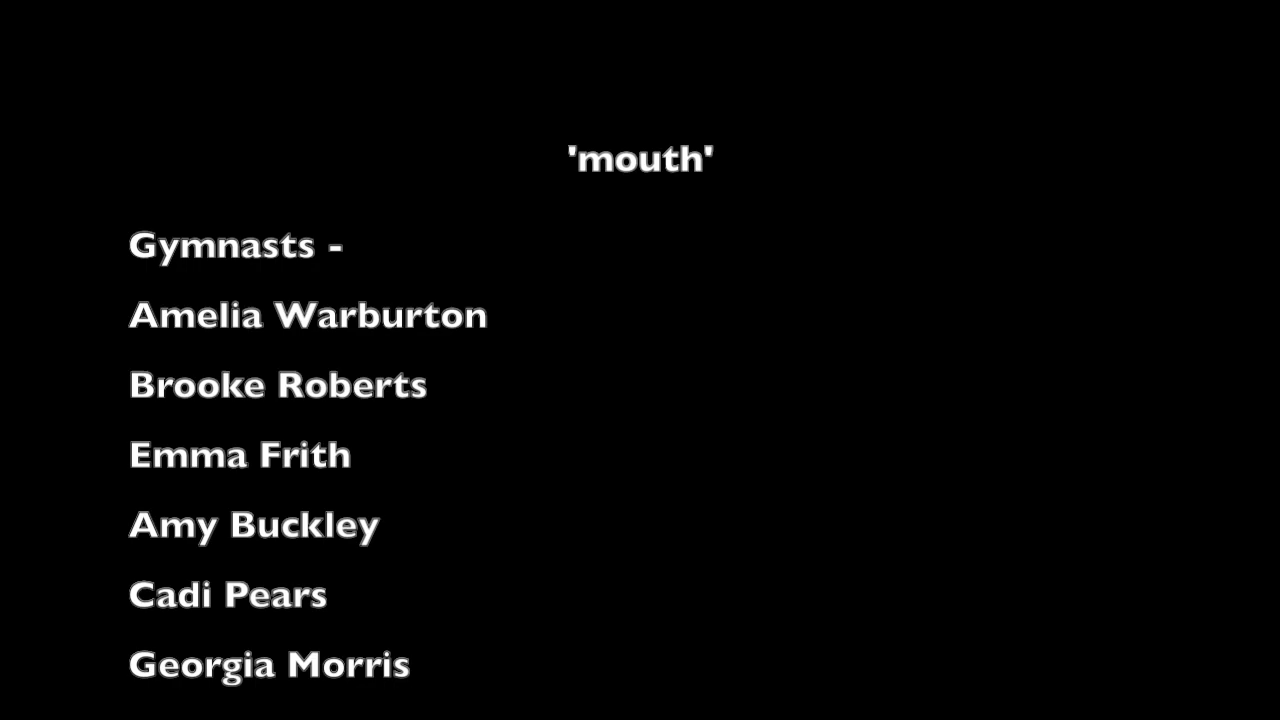 'mouth'
Gymnasts -
Amelia Warburton
Brooke Roberts
Emma Frith
Amy Buckley
Cadi Pears
Georgia Morris